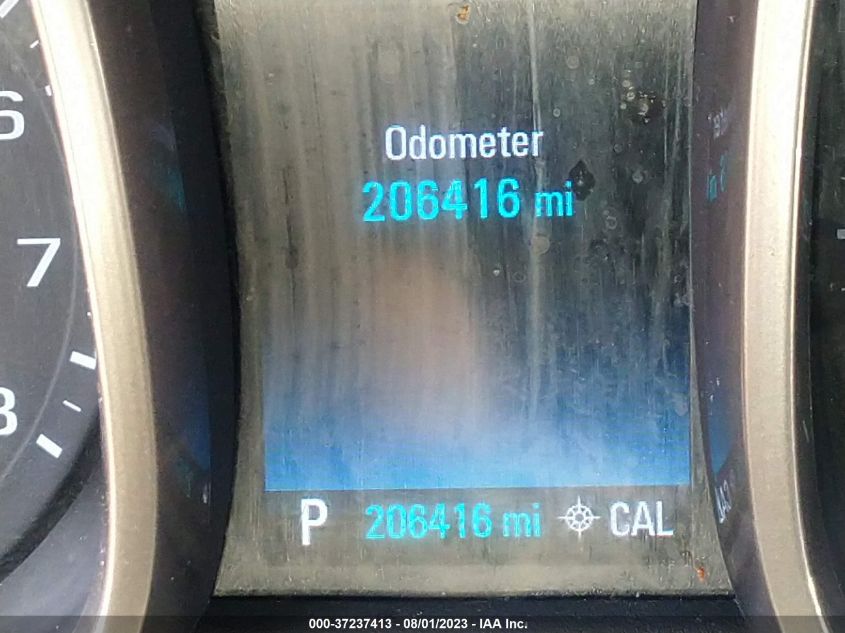 6
7
8
Odometer
206416 mi
P 206416 mi CAL
000-37237413 - 08/01/2023 - IAA Inc.